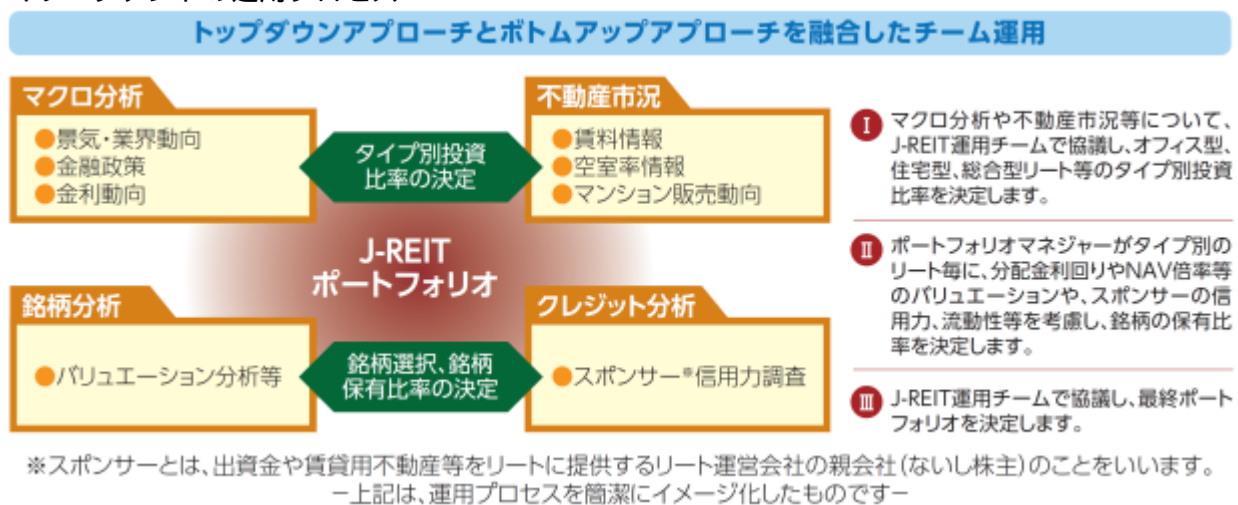 トップダウンアプローチとボトムアップアプローチを融合したチーム運用
マクロ分析
●景気・業界動向
●金融政策
●金利動向
タイプ別投資
比率の決定
不動産市況
●賃料情報
●空室率情報
●マンション販売動向
J-REIT
ポートフォリオ
銘柄分析
●バリュエーション分析等
銘柄選択、銘柄
保有比率の決定
クレジット分析
●スポンサー※信用力調査
Ⅰ マクロ分析や不動産市況等について、
J-REIT運用チームで協議し、オフィス型、
住宅型、総合型リート等のタイプ別投資
比率を決定します。
Ⅱ ポートフォリオマネジャーがタイプ別の
リート毎に、分配金利回りやNAV倍率等
のバリュエーションや、スポンサーの信
用力、流動性等を考慮し、銘柄の保有比
率を決定します。
Ⅲ J-REIT運用チームで協議し、最終ポート
フォリオを決定します。
※スポンサーとは、出資金や賃貸用不動産等をリートに提供するリート運営会社の親会社(ないし株主)のことをいいます。
−上記は、運用プロセスを簡潔にイメージ化したものです−